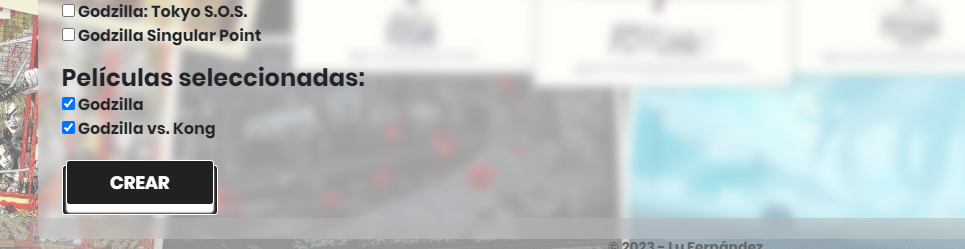 Godzilla: Tokyo S.O.S.
Godzilla Singular Point
Películas seleccionadas:
Godzilla
Godzilla vs. Kong
CREAR
© 2023 - Lu Fernández